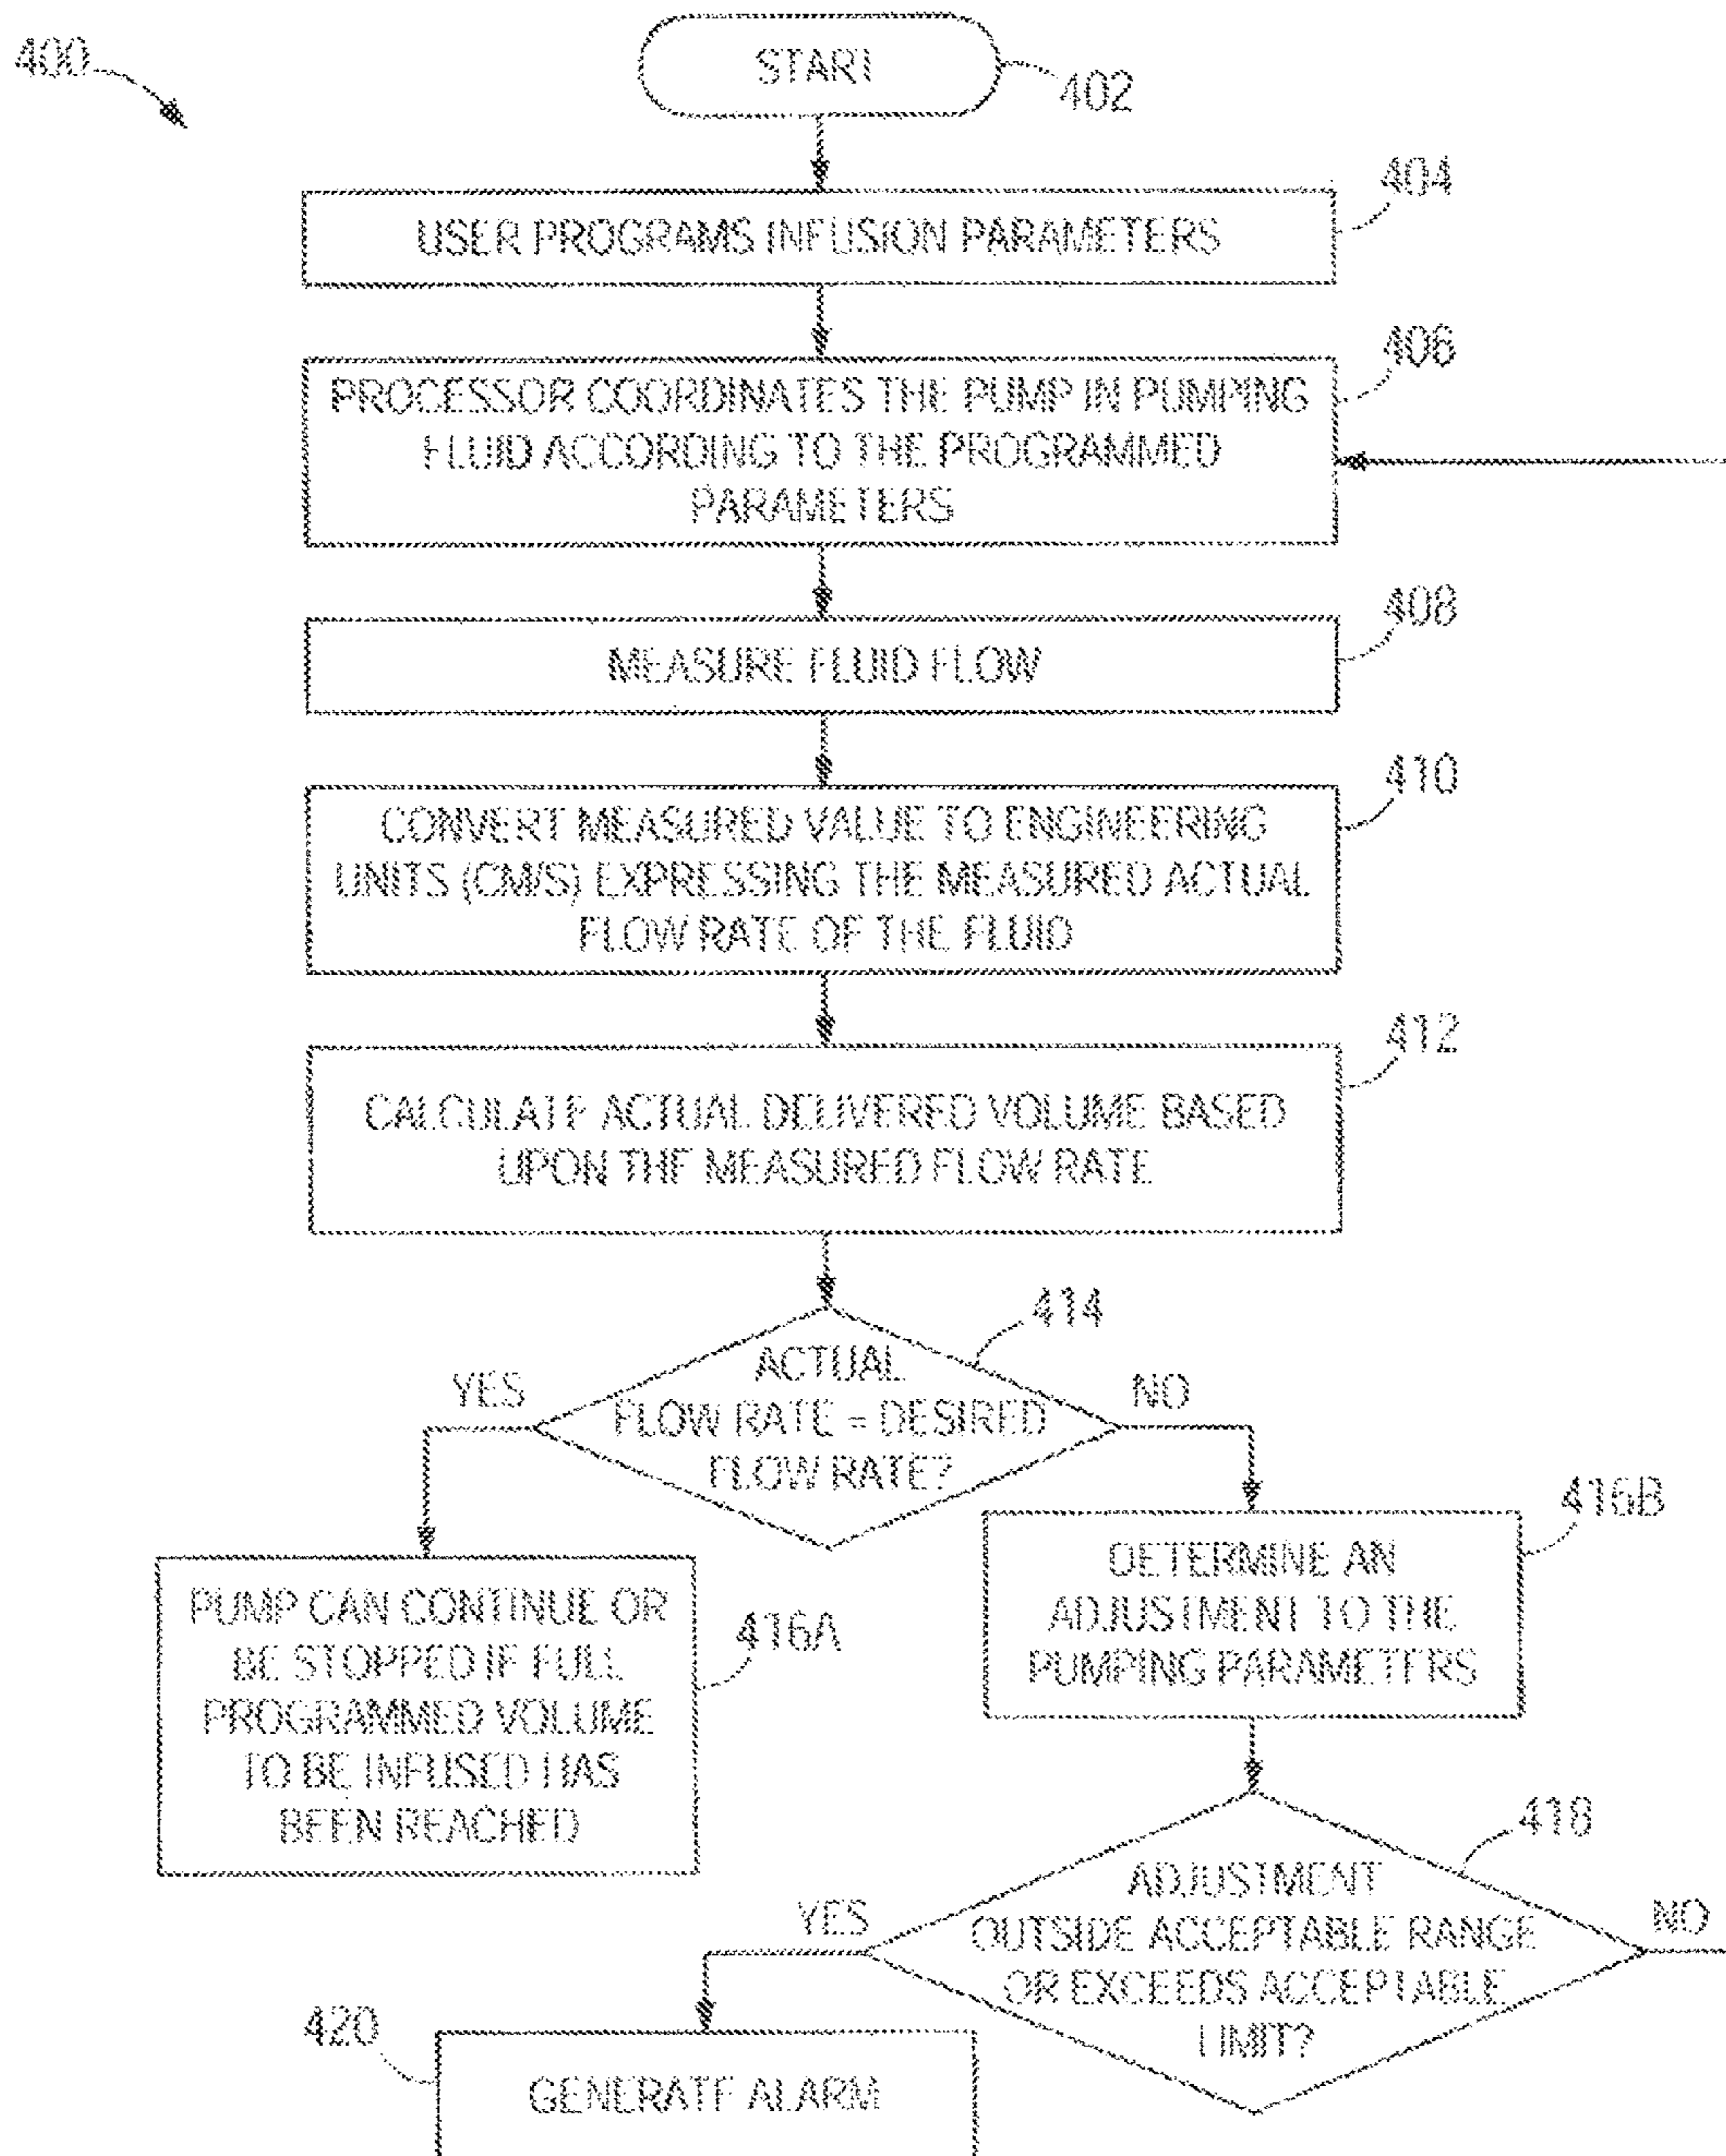 400
START
402
404
USER PROGRAMS INFUSION PARAMETERS
406
PROCESSOR COORDINATES THE PUMP IN PUMPING
FLUID ACCORDING TO THE PROGRAMMED
PARAMETERS
408
MEASURE FLUID FLOW
410
CONVERT MEASURED VALUE TO ENGINEERING
UNITS (CM/S) EXPRESSING THE MEASURED ACTUAL
FLOW RATE OF THE FLUID
412
CALCULATE ACTUAL DELIVERED VOLUME BASED
UPON THE MEASURED FLOW RATE
414
YES
ACTUAL
FLOW RATE = DESIRED
FLOW RATE?
NO
416A
PUMP CAN CONTINUE OR
BE STOPPED IF FULL
PROGRAMMED VOLUME
TO BE INFUSED HAS
BEEN REACHED
416B
DETERMINE AN
ADJUSTMENT TO THE
PUMPING PARAMETERS
418
YES
ADJUSTMENT
OUTSIDE ACCEPTABLE RANGE
OR EXCEEDS ACCEPTABLE
LIMIT?
NO
420
GENERATE ALARM